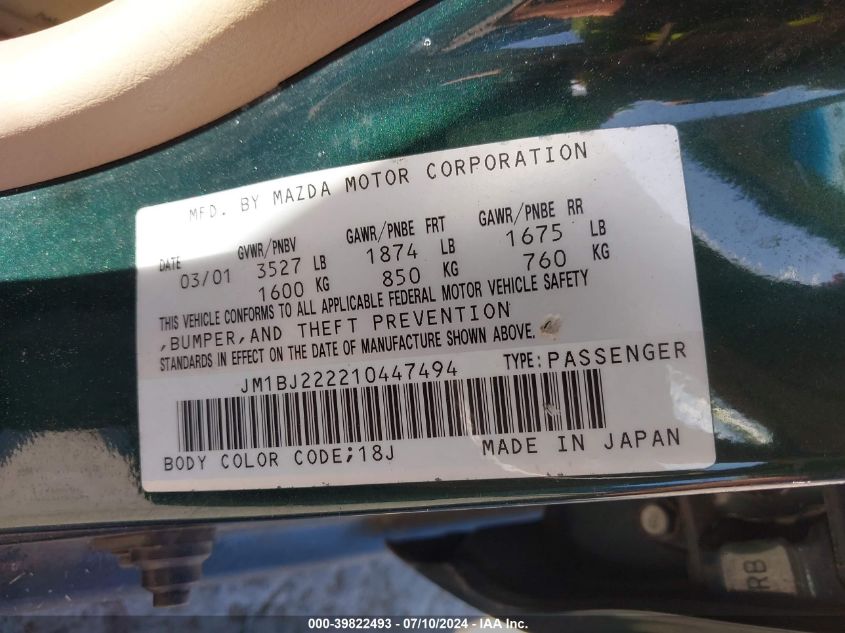 MFD. BY MAZDA MOTOR CORPORATION
DATE GVWR/PNBV GAWR/PNBE FRT GAWR/PNBE RR
03/01 3527 LB 1874 LB 1675 LB
1600 KG 850 KG 760 KG
THIS VEHICLE CONFORMS TO ALL APPLICABLE FEDERAL MOTOR VEHICLE SAFETY
,BUMPER,AND THEFT PREVENTION
STANDARDS IN EFFECT ON THE DATE OF MANUFACTURE SHOWN ABOVE.
JM1BJ222210447494 TYPE:PASSENGER
BODY COLOR CODE;18J MADE IN JAPAN
RB
000-39822493 - 07/10/2024 - IAA Inc.